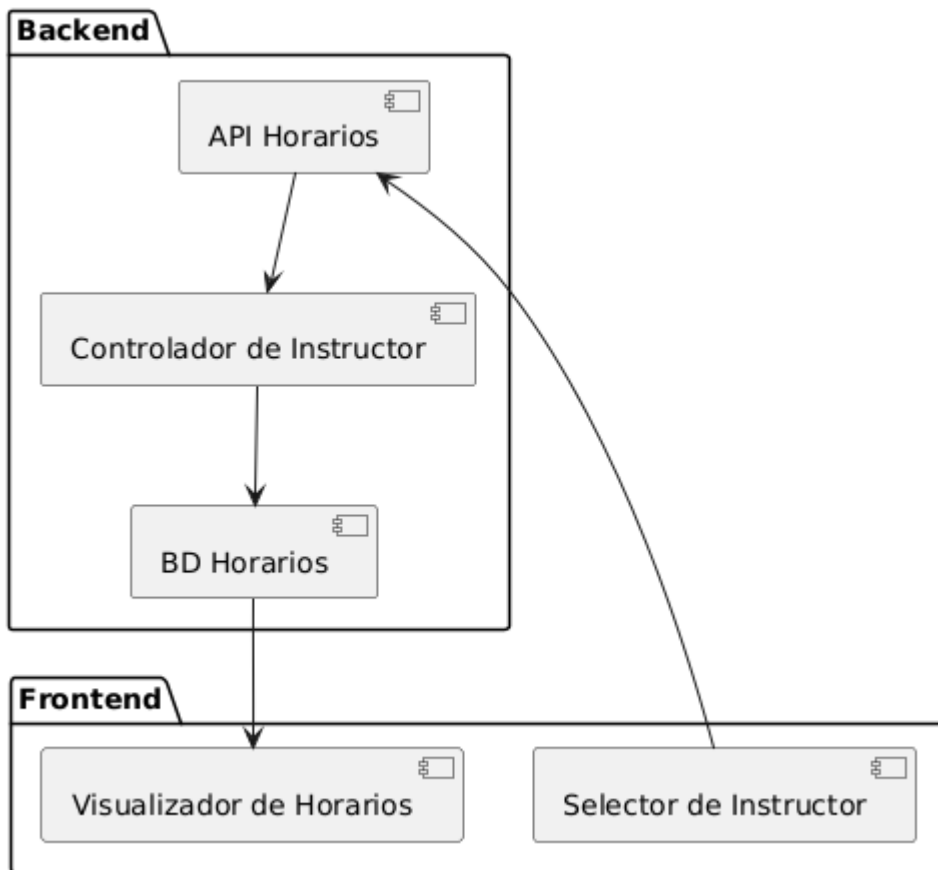 Backend
API Horarios
Controlador de Instructor
BD Horarios
Frontend
Visualizador de Horarios
Selector de Instructor